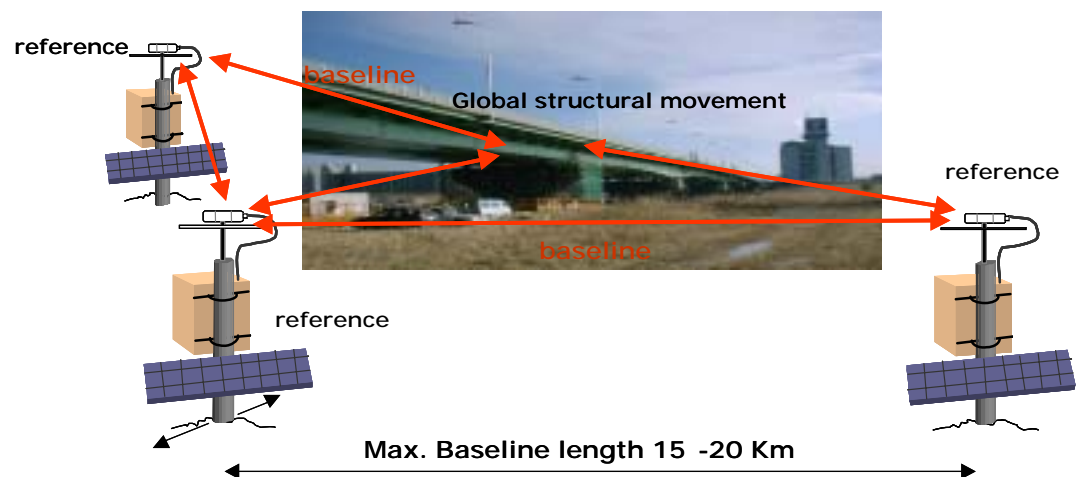 reference
baseline
Global structural movement
reference
baseline
reference
Max. Baseline length 15 -20 Km